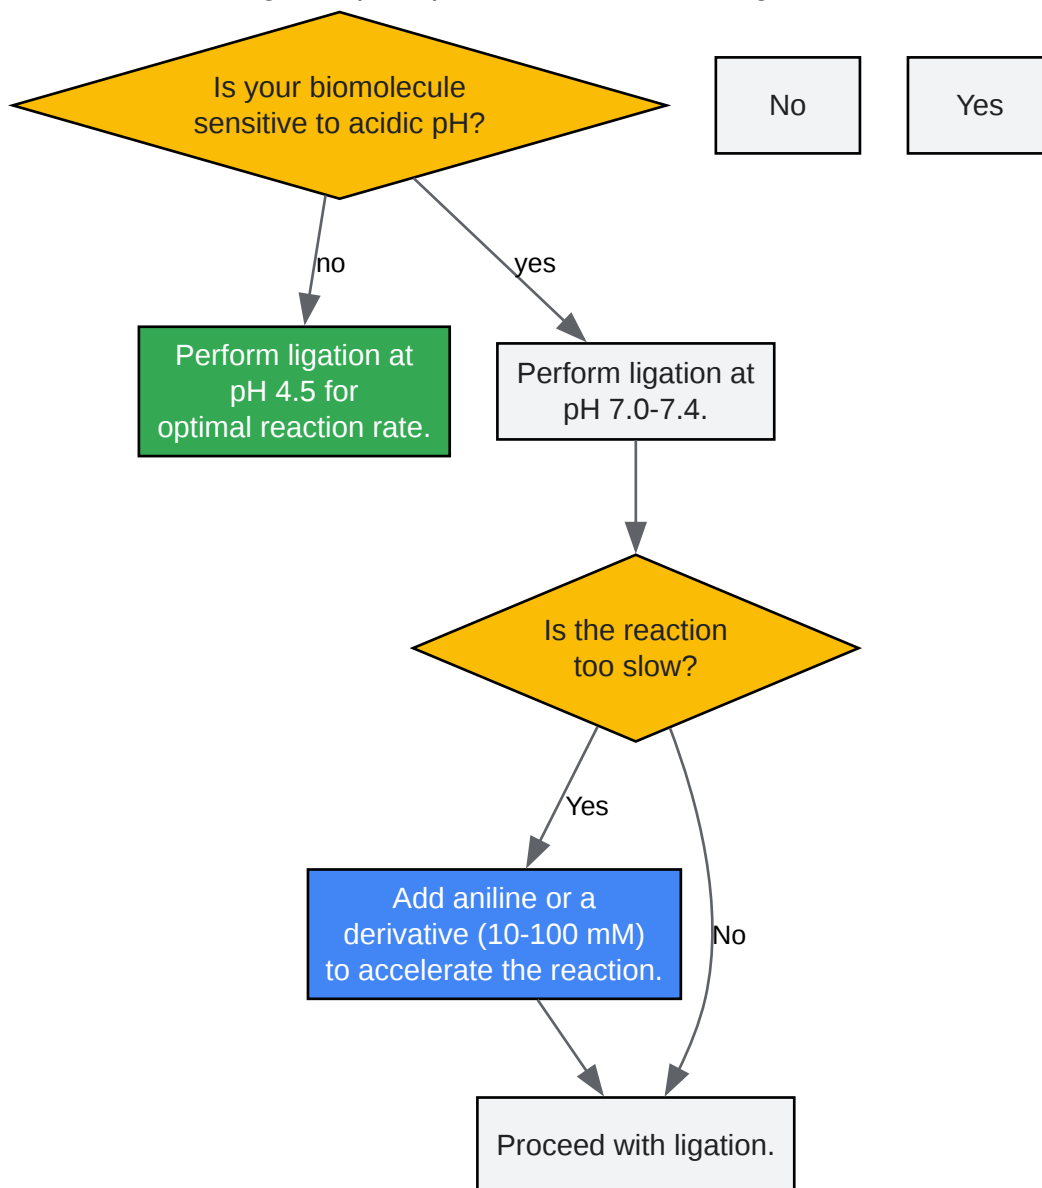 Is your biomolecule
sensitive to acidic pH?
No
Yes
no
yes
Perform ligation at
pH 4.5 for
optimal reaction rate.
Perform ligation at
pH 7.0-7.4.
Is the reaction
too slow?
Yes
No
Add aniline or a
derivative (10-100 mM)
to accelerate the reaction.
Proceed with ligation.